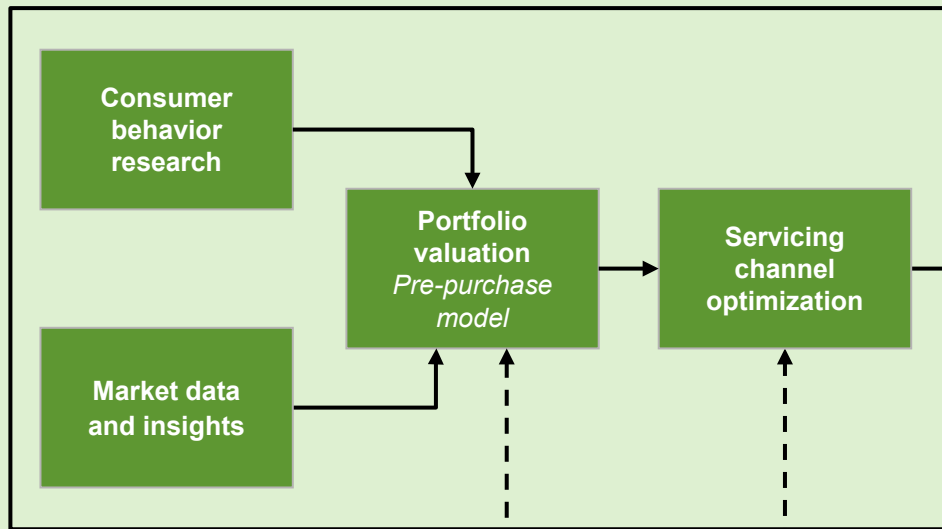 Consumer
behavior
research
Portfolio
valuation
Pre-purchase
model
Servicing
channel
optimization
Market data
and insights